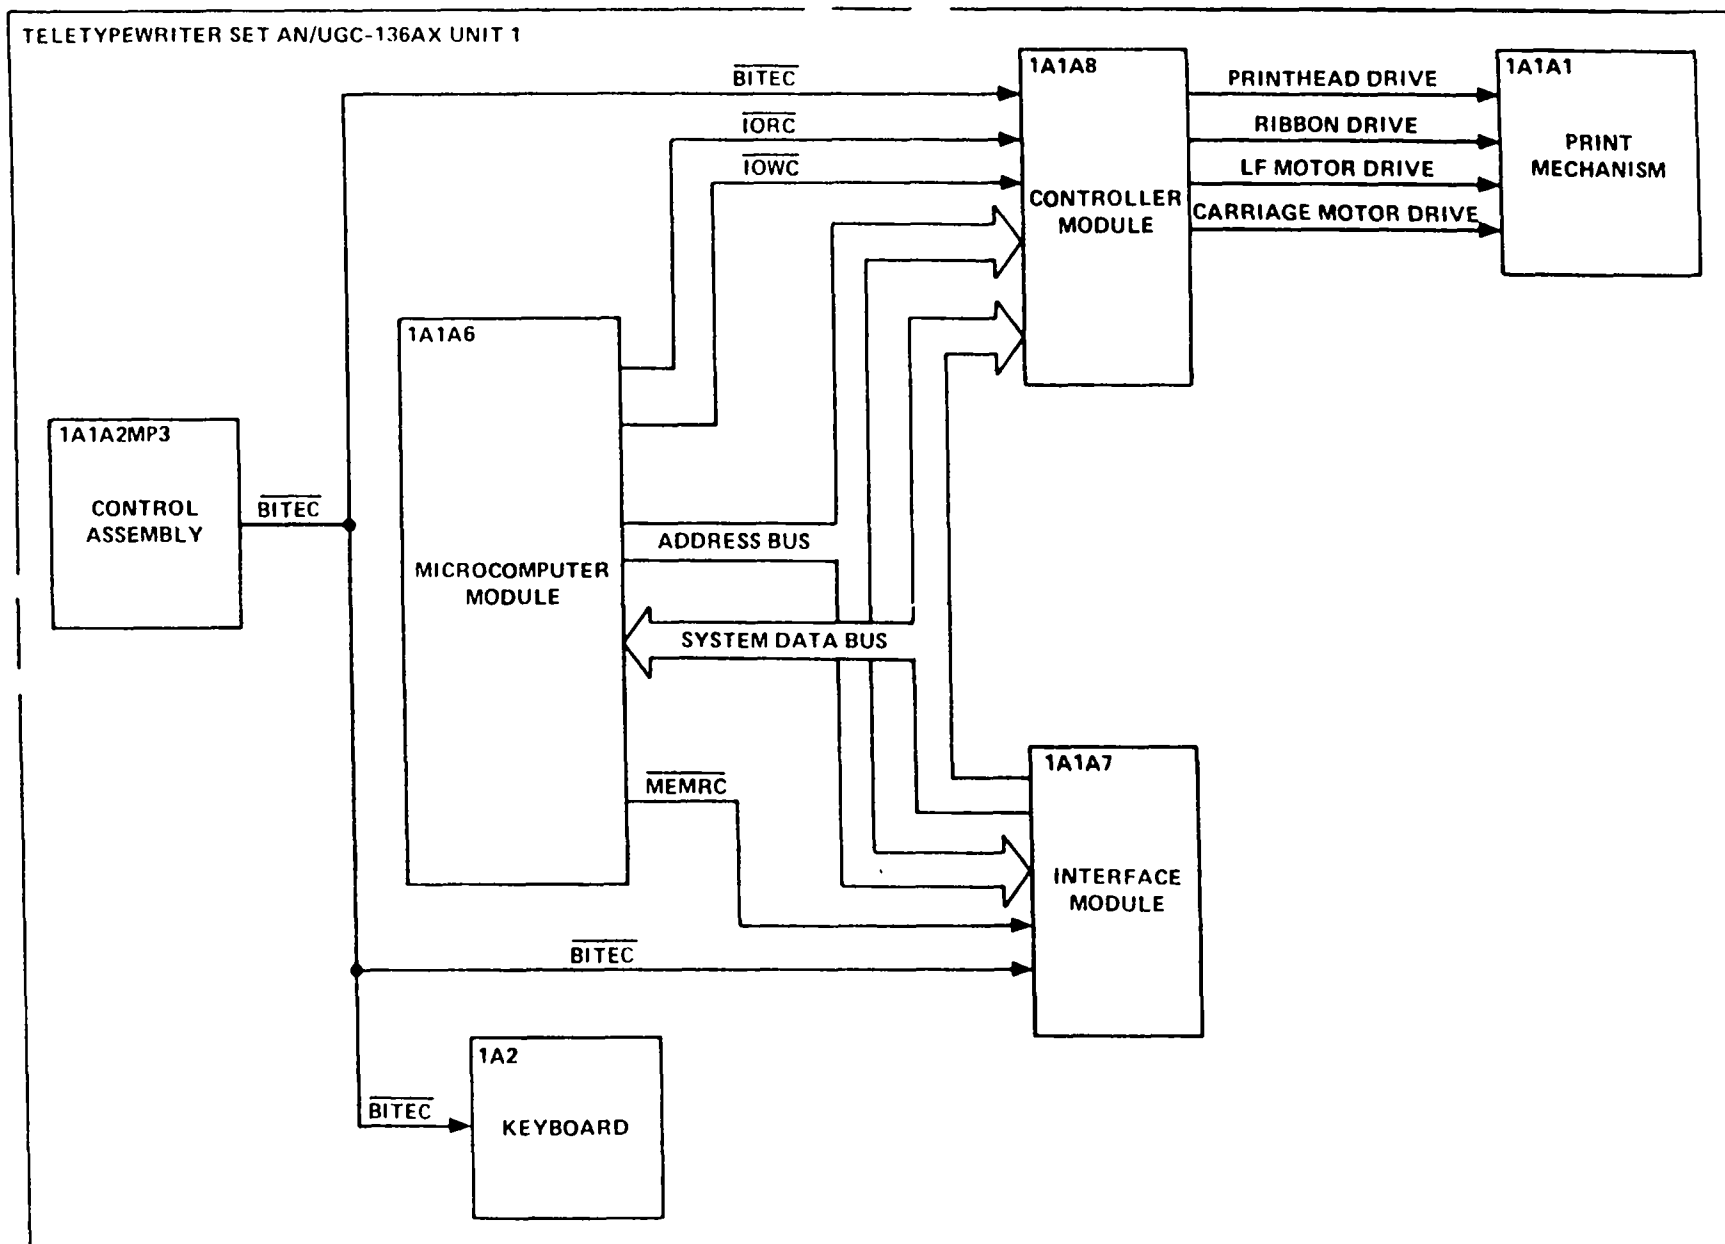 TELETYPEWRITER SET AN/UGC-136AX UNIT 1
BITEC
IORC
IOWC
1A1A8
CONTROLLER
MODULE
PRINTHEAD DRIVE
RIBBON DRIVE
LF MOTOR DRIVE
CARRIAGE MOTOR DRIVE
1A1A1
PRINT
MECHANISM
1A1A6
MICROCOMPUTER
MODULE
1A1A2MP3
CONTROL
ASSEMBLY
BITEC
ADDRESS BUS
SYSTEM DATA BUS
MEMRC
1A1A7
INTERFACE
MODULE
BITEC
1A2
KEYBOARD
BITEC